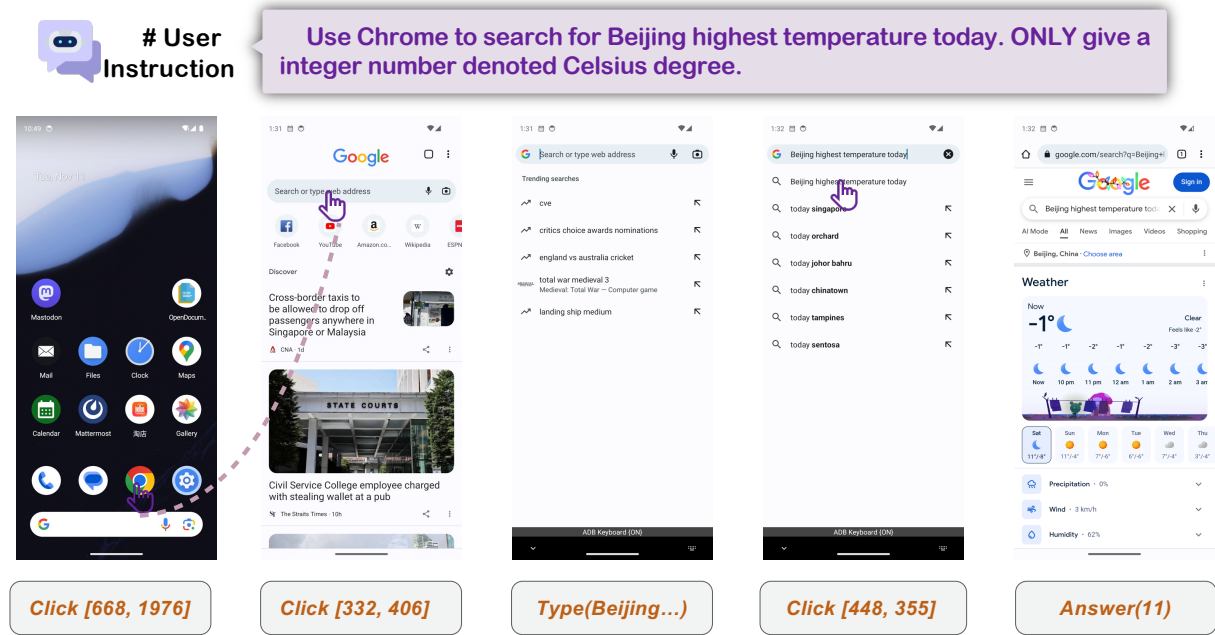 # User
Instruction
Use Chrome to search for Beijing highest temperature today. ONLY give a
integer number denoted Celsius degree.
10:49
Tue, Nov 18
Mastodon
OpenDocum..
Mail
Files
Clock
Maps
Calendar
Mattermost
淘店
Gallery
G
Click [668, 1976]
1:31
Google
Search or type web address
a
W
Facebook
YouTube
Amazon.co...
Wikipedia
ESPN
Discover
Cross-border taxis to
be allowed to drop off
passengers anywhere in
Singapore or Malaysia
CNA · 1d
STATE COURTS
Civil Service College employee charged
with stealing wallet at a pub
The Straits Times · 10h
Click [332, 406]
1:31
G
Search or type web address
Trending searches
cve
critics choice awards nominations
england vs australia cricket
total war medieval 3
Medieval: Total War — Computer game
landing ship medium
ADB Keyboard {ON}
Type(Beijing...)
1:32
G
Beijing highest temperature today
Beijing highest temperature today
today singapore
today orchard
today johor bahru
today chinatown
today tampines
today sentosa
ADB Keyboard {ON}
Click [448, 355]
1:32
google.com/search?q=Beijing+
1
Google
Sign in
Beijing highest temperature tod
AI Mode
All
News
Images
Videos
Shopping
Beijing, China · Choose area
Weather
Now
-1°
Clear
Feels like -2°
-1°
-1°
-2°
-1°
-2°
-3°
-3°
Now
10 pm
11 pm
12 am
1 am
2 am
3 am
Sat
Sun
Mon
Tue
Wed
Thu
11°/-8°
11°/-4°
7°/-6°
6°/-6°
7°/-4°
3°/-4°
Precipitation · 0%
Wind · 3 km/h
Humidity · 62%
Answer(11)